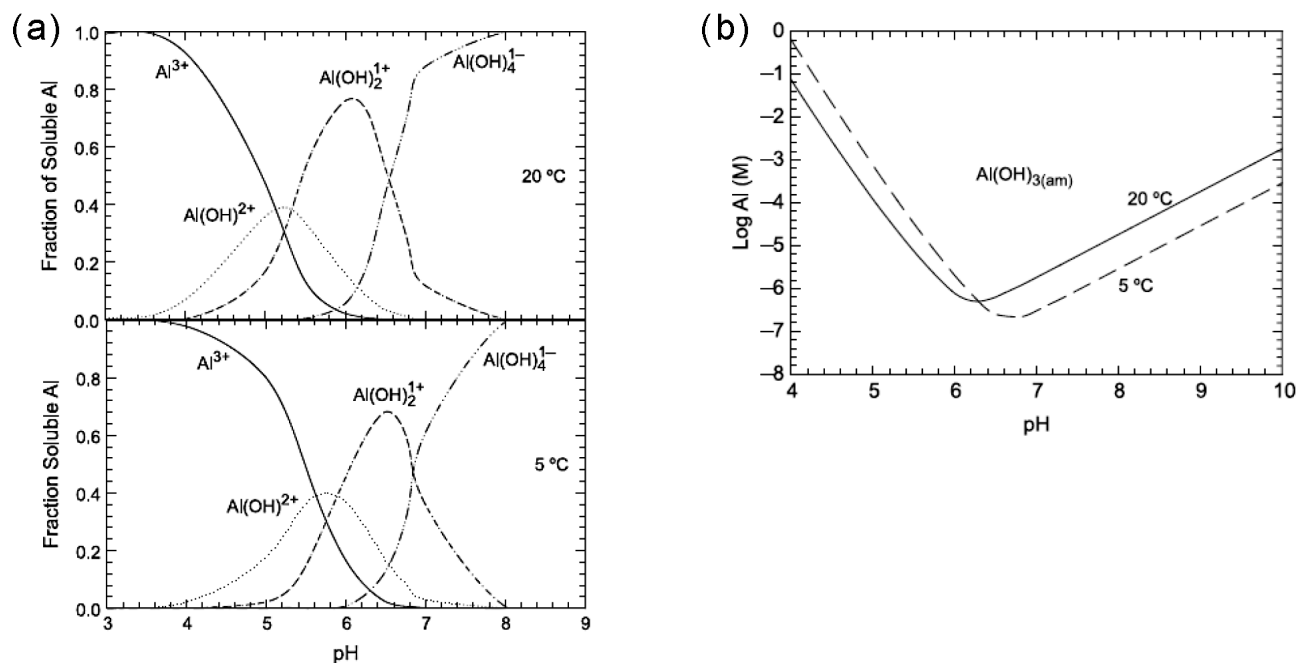 (a)
1.0
0.8
0.6
0.4
0.2
0.0
Fraction of Soluble Al
Al³⁺
Al(OH)²⁺
Al(OH)₂¹⁺
Al(OH)₄¹⁻
20 ºC
0.8
0.6
0.4
0.2
0.0
Fraction Soluble Al
Al³⁺
Al(OH)²⁺
Al(OH)₂¹⁺
Al(OH)₄¹⁻
5 ºC
3 4 5 6 7 8 9
pH
(b)
0
–1
–2
–3
–4
–5
–6
–7
–8
Log Al (M)
Al(OH)₃₍ₐₘ₎
20 ºC
5 ºC
4 5 6 7 8 9 10
pH